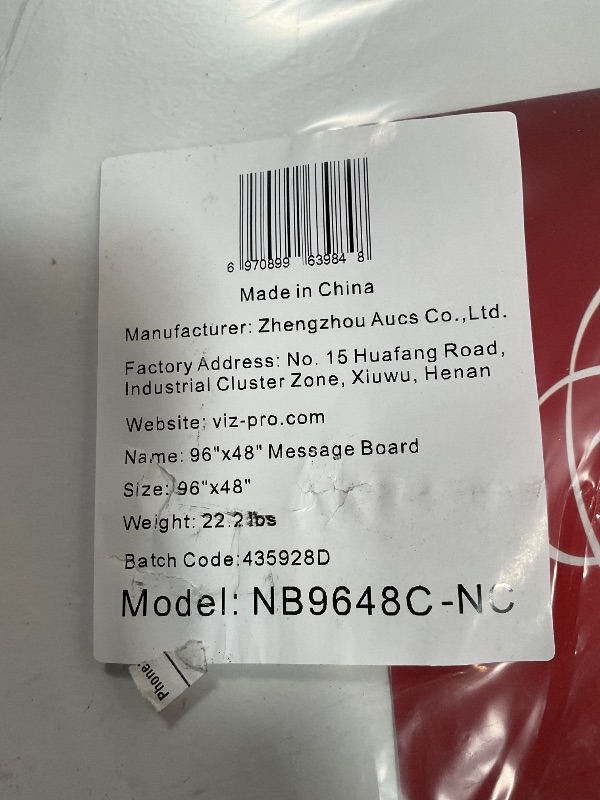 6 970899 63984 8
Made in China
Manufacturer: Zhengzhou Aucs Co.,Ltd.
Factory Address: No. 15 Huafang Road,
Industrial Cluster Zone, Xiuwu, Henan
Website: viz-pro.com
Name: 96"x48" Message Board
Size: 96"x48"
Weight: 22.2 lbs
Batch Code:435928D
Model: NB9648C-NC
Phone: